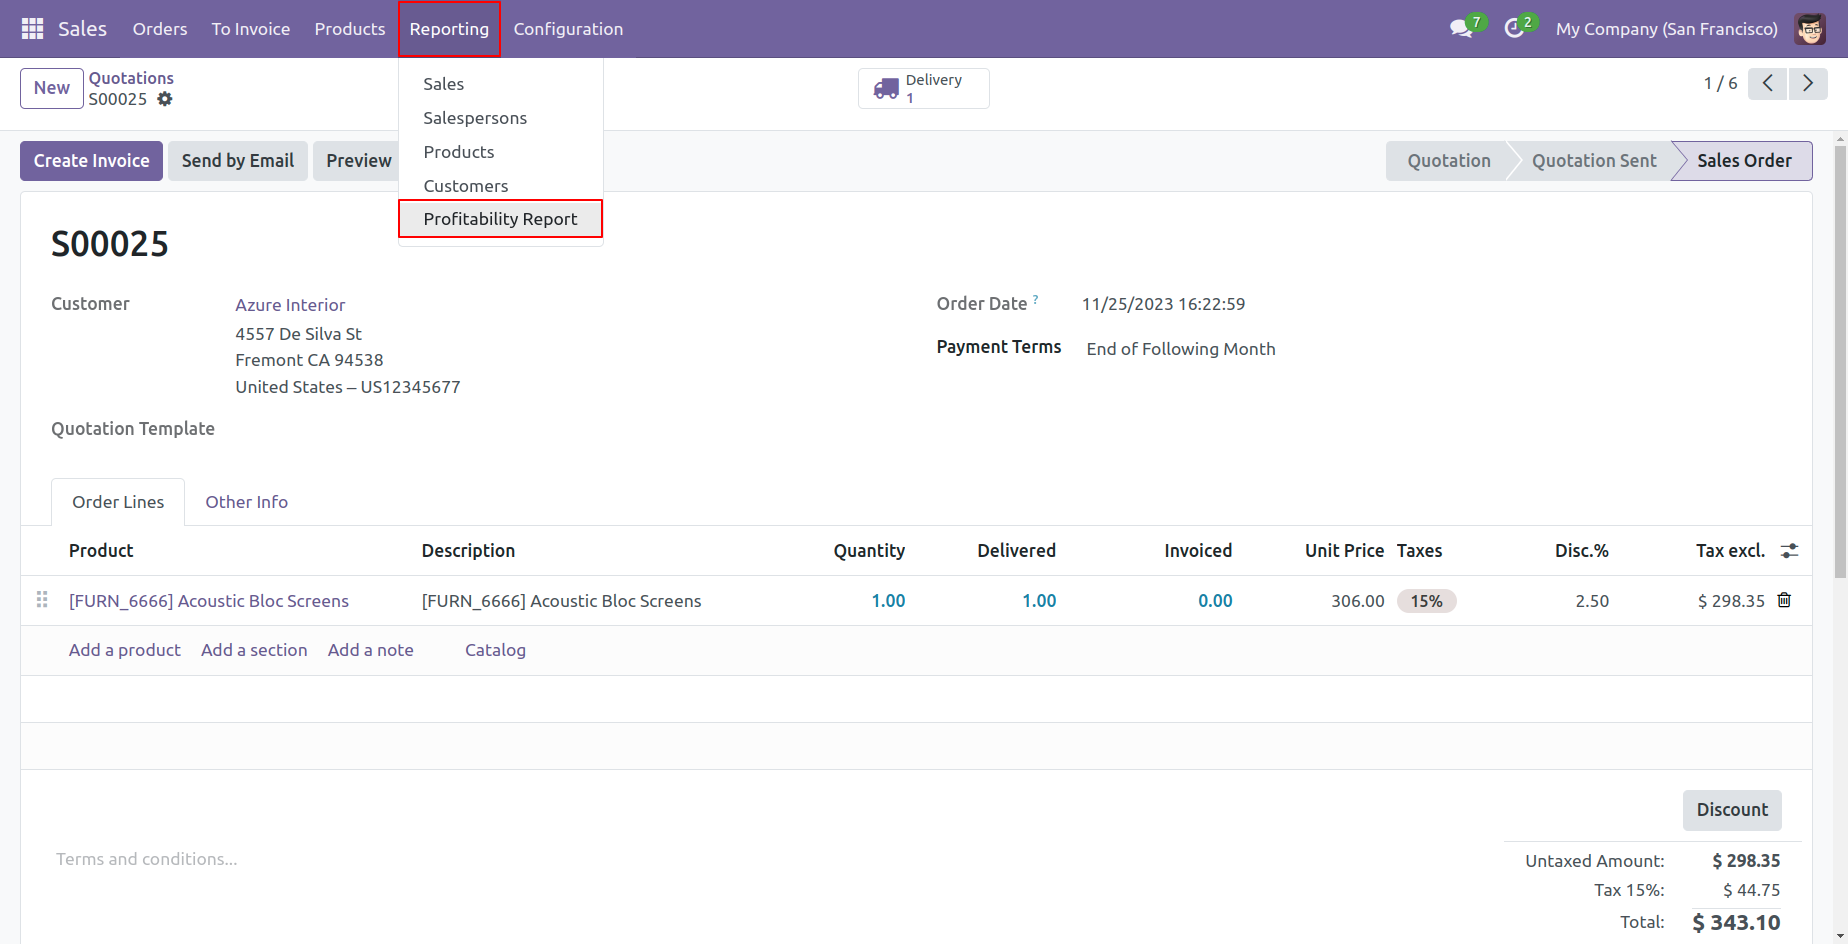 Sales Orders To Invoice Products Reporting Configuration 7 2 My Company (San Francisco)
New Quotations
S00025
Delivery
1
1 / 6
Sales
Salespersons
Products
Customers
Profitability Report
Create Invoice Send by Email Preview Quotation Quotation Sent Sales Order
S00025
Customer Azure Interior
4557 De Silva St
Fremont CA 94538
United States – US12345677
Order Date ? 11/25/2023 16:22:59
Payment Terms End of Following Month
Quotation Template
Order Lines Other Info
Product Description Quantity Delivered Invoiced Unit Price Taxes Disc.% Tax excl.
[FURN_6666] Acoustic Bloc Screens [FURN_6666] Acoustic Bloc Screens 1.00 1.00 0.00 306.00 15% 2.50 $ 298.35
Add a product Add a section Add a note Catalog
Discount
Terms and conditions...
Untaxed Amount: $ 298.35
Tax 15%: $ 44.75
Total: $ 343.10